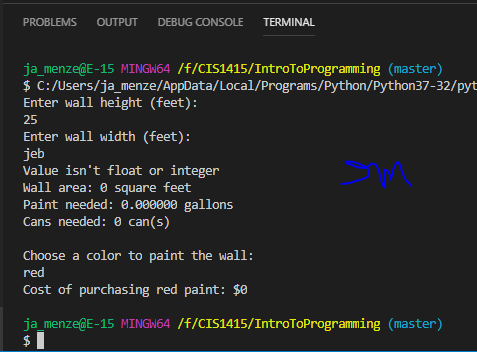 PROBLEMS OUTPUT DEBUG CONSOLE TERMINAL
ja_menze@E-15 MINGW64 /f/CIS1415/IntroToProgramming (master)
$ C:/Users/ja_menze/AppData/Local/Programs/Python/Python37-32/pyt
Enter wall height (feet):
25
Enter wall width (feet):
jeb
Value isn't float or integer
Wall area: 0 square feet
Paint needed: 0.000000 gallons
Cans needed: 0 can(s)
Choose a color to paint the wall:
red
Cost of purchasing red paint: $0
ja_menze@E-15 MINGW64 /f/CIS1415/IntroToProgramming (master)
$